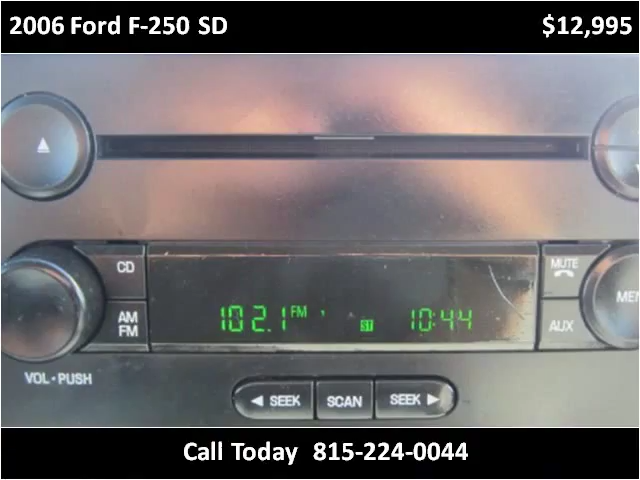 2006 Ford F-250 SD $12,995
CD
MUTE
102.1 FM ST 10:44
AM
FM
AUX
VOL • PUSH
◄ SEEK SCAN SEEK ►
Call Today 815-224-0044